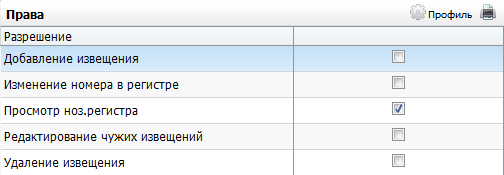 Права
Профиль
Разрешение
Добавление извещения
Изменение номера в регистре
Просмотр ноз.регистра
Редактирование чужих извещений
Удаление извещения